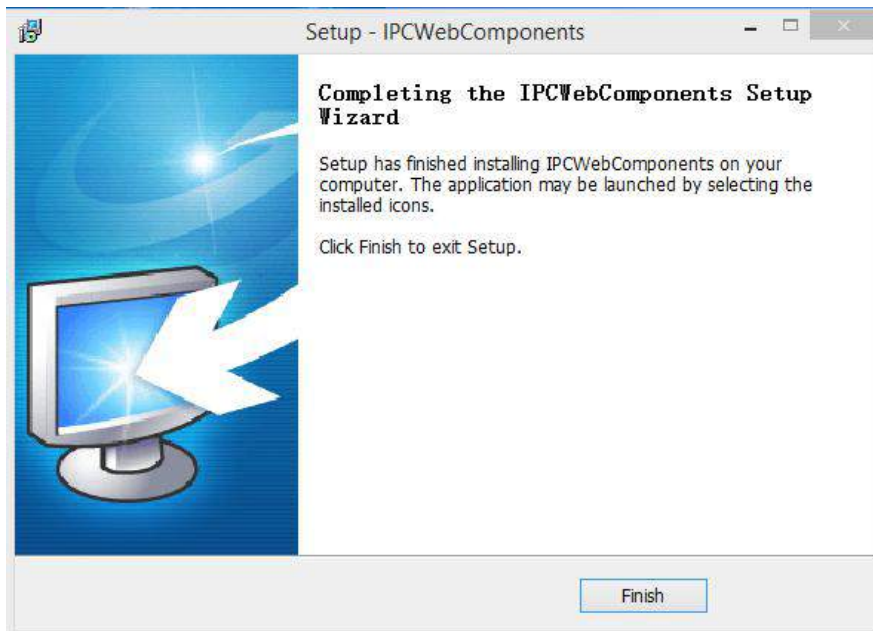 Setup - IPCWebComponents
Completing the IPCWebComponents Setup
Wizard
Setup has finished installing IPCWebComponents on your
computer. The application may be launched by selecting the
installed icons.
Click Finish to exit Setup.
Finish